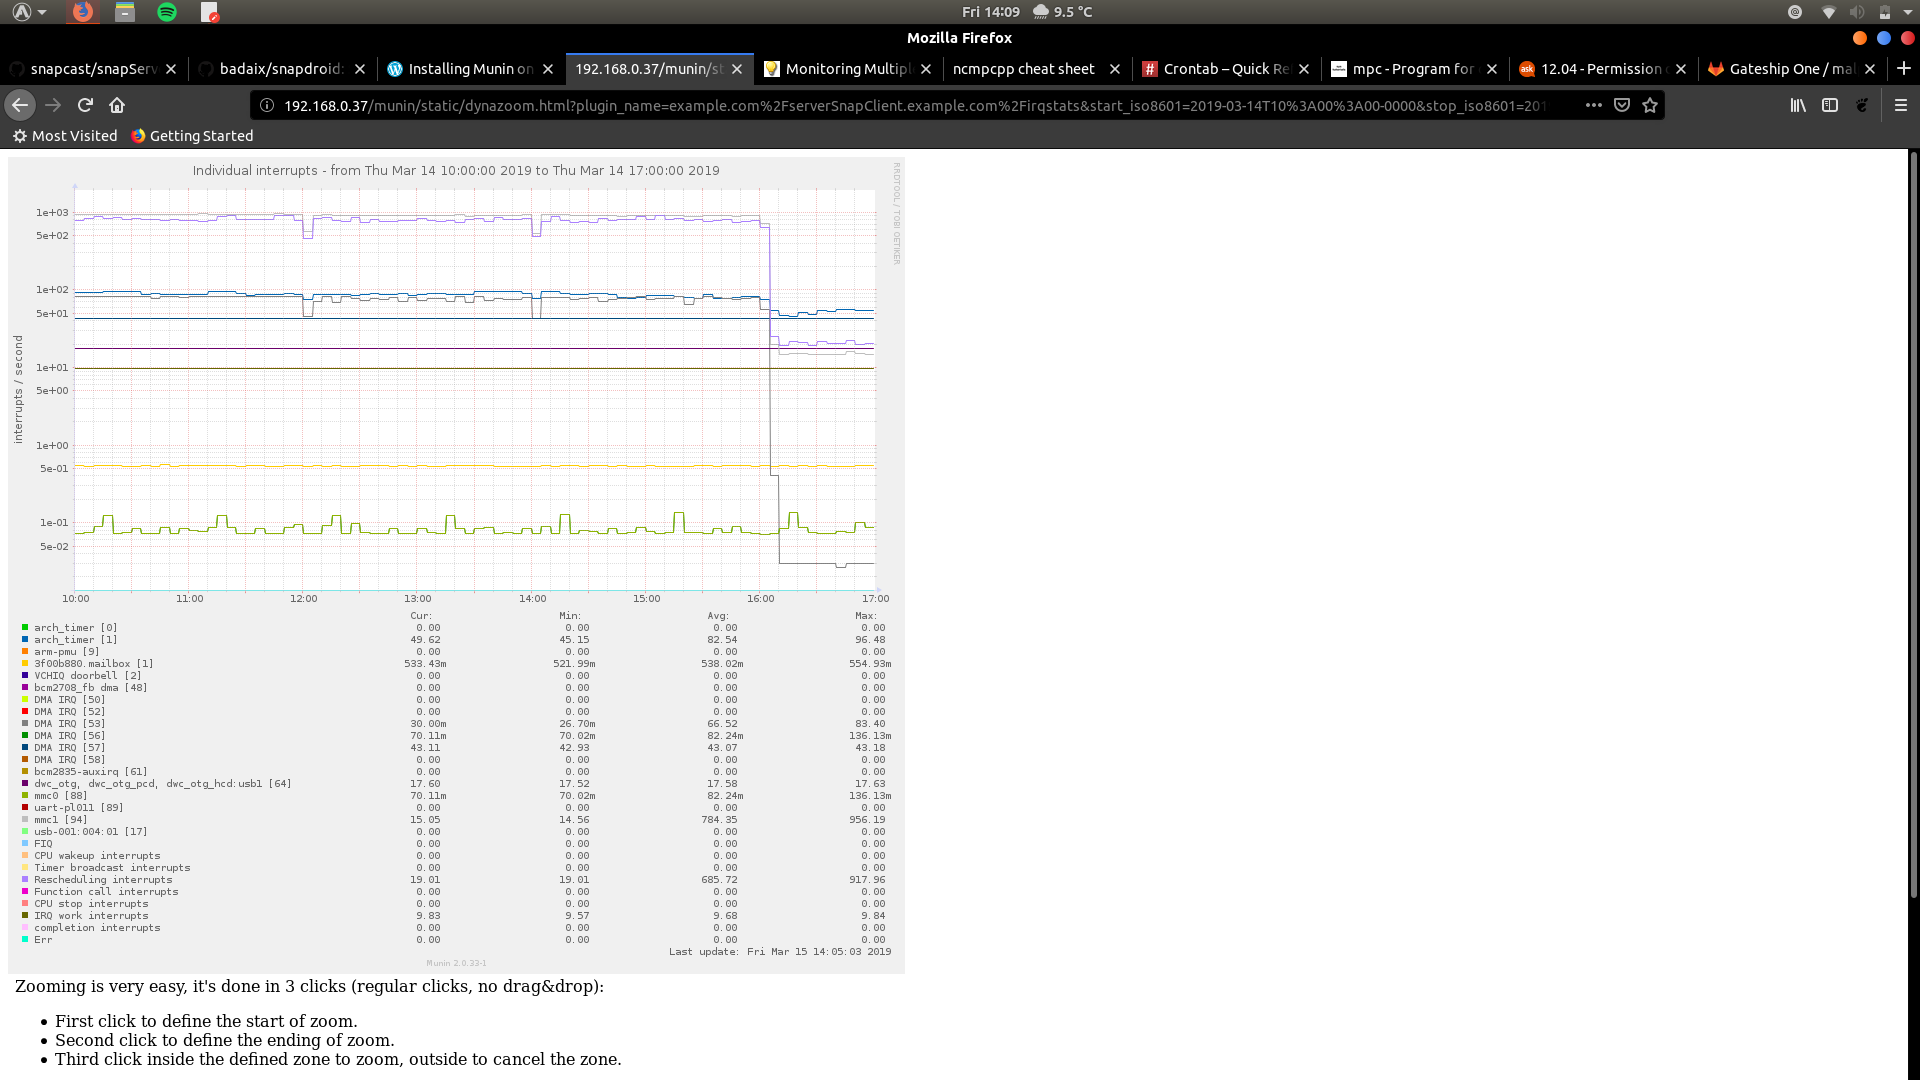 Fri 14:09 9.5 °C
Mozilla Firefox
snapcast/snapServ badaix/snapdroid: Installing Munin on 192.168.0.37/munin/st Monitoring Multipl ncmpcpp cheat sheet Crontab – Quick Re mpc - Program for 12.04 - Permission Gateship One / mal
192.168.0.37/munin/static/dynazoom.html?plugin_name=example.com%2FserverSnapClient.example.com%2Firqstats&start_iso8601=2019-03-14T10%3A00%3A00-0000&stop_iso8601=201
Most Visited Getting Started
Individual interrupts - from Thu Mar 14 10:00:00 2019 to Thu Mar 14 17:00:00 2019
RRDTOOL / TOBI OETIKER
interrupts / second
1e+03
5e+02
1e+02
5e+01
1e+01
5e+00
1e+00
5e-01
1e-01
5e-02
10:00 11:00 12:00 13:00 14:00 15:00 16:00 17:00
Cur: Min: Avg: Max:
arch_timer [0] 0.00 0.00 0.00 0.00
arch_timer [1] 49.62 45.15 82.54 96.48
arm-pmu [9] 0.00 0.00 0.00 0.00
3f00b880.mailbox [1] 533.43m 521.99m 538.02m 554.93m
VCHIQ doorbell [2] 0.00 0.00 0.00 0.00
bcm2708_fb dma [48] 0.00 0.00 0.00 0.00
DMA IRQ [50] 0.00 0.00 0.00 0.00
DMA IRQ [52] 0.00 0.00 0.00 0.00
DMA IRQ [53] 30.00m 26.70m 66.52 83.40
DMA IRQ [56] 70.11m 70.02m 82.24m 136.13m
DMA IRQ [57] 43.11 42.93 43.07 43.18
DMA IRQ [58] 0.00 0.00 0.00 0.00
bcm2835-auxirq [61] 0.00 0.00 0.00 0.00
dwc_otg, dwc_otg_pcd, dwc_otg_hcd:usb1 [64] 17.60 17.52 17.58 17.63
mmc0 [88] 70.11m 70.02m 82.24m 136.13m
uart-pl011 [89] 0.00 0.00 0.00 0.00
mmc1 [94] 15.05 14.56 784.35 956.19
usb-001:004:01 [17] 0.00 0.00 0.00 0.00
FIQ 0.00 0.00 0.00 0.00
CPU wakeup interrupts 0.00 0.00 0.00 0.00
Timer broadcast interrupts 0.00 0.00 0.00 0.00
Rescheduling interrupts 19.01 19.01 685.72 917.96
Function call interrupts 0.00 0.00 0.00 0.00
CPU stop interrupts 0.00 0.00 0.00 0.00
IRQ work interrupts 9.83 9.57 9.68 9.84
completion interrupts 0.00 0.00 0.00 0.00
Err 0.00 0.00 0.00 0.00
Last update: Fri Mar 15 14:05:03 2019
Munin 2.0.33-1
Zooming is very easy, it's done in 3 clicks (regular clicks, no drag&drop):
• First click to define the start of zoom.
• Second click to define the ending of zoom.
• Third click inside the defined zone to zoom, outside to cancel the zone.